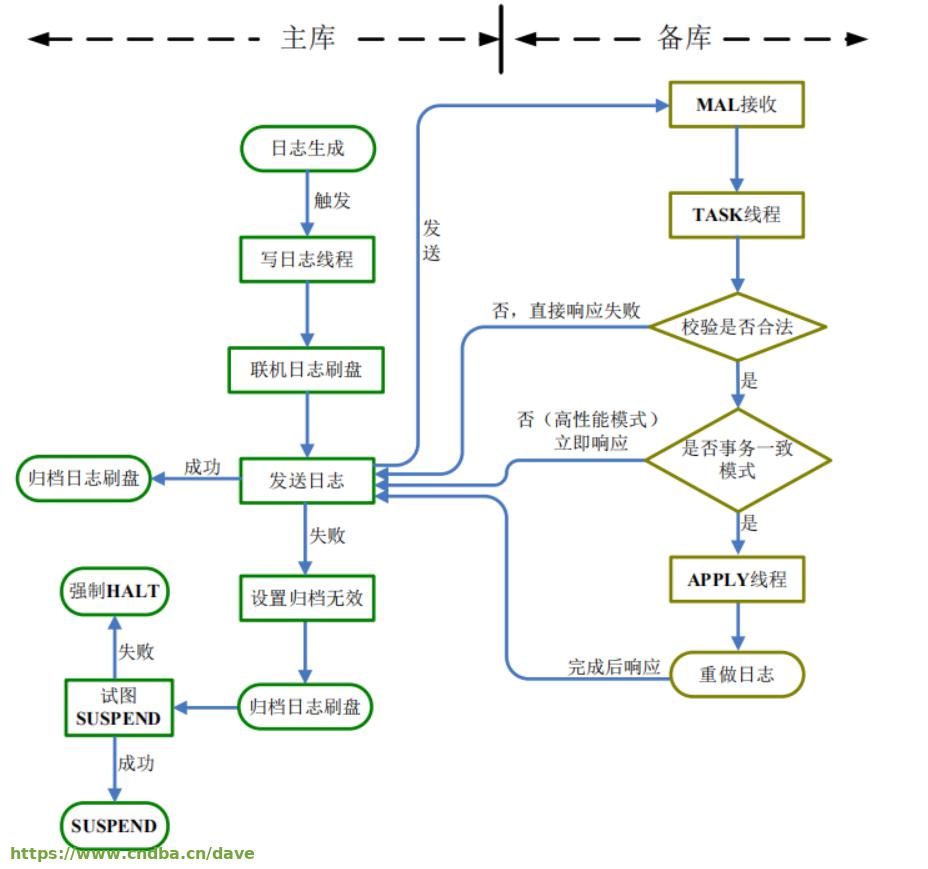 主库
备库
MAL接收
日志生成
触发
TASK线程
发
送
写日志线程
否，直接响应失败
校验是否合法
联机日志刷盘
是
否（高性能模式）
立即响应
是否事务一致
模式
成功
归档日志刷盘
发送日志
是
失败
强制HALT
设置归档无效
APPLY线程
失败
完成后响应
重做日志
试图
SUSPEND
归档日志刷盘
成功
SUSPEND
https://www.cndba.cn/dave